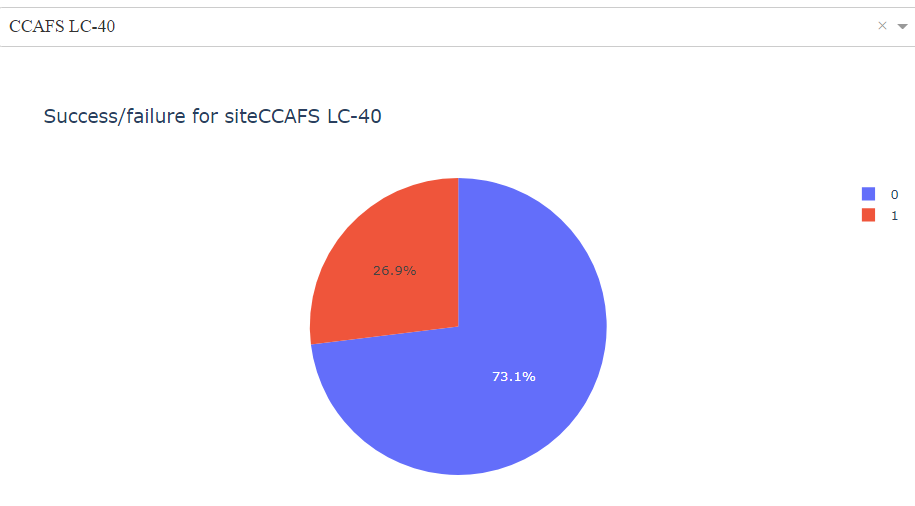 CCAFS LC-40 ×
Success/failure for siteCCAFS LC-40
0
1
26.9%
73.1%